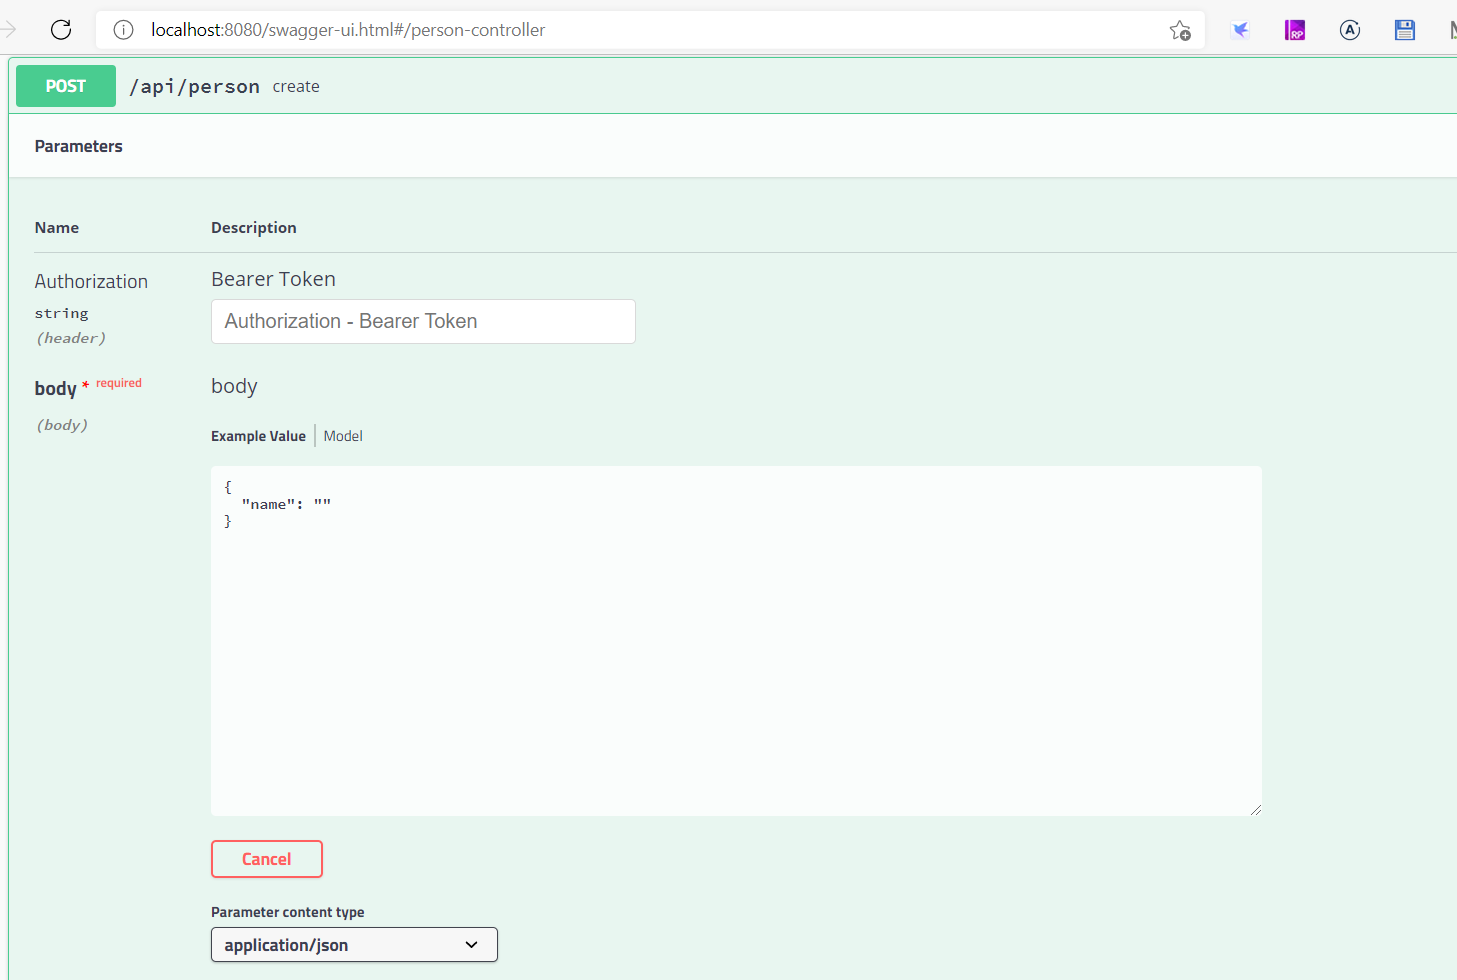 localhost:8080/swagger-ui.html#/person-controller
RP
A
POST /api/person create
Parameters
Name Description
Authorization Bearer Token
string Authorization - Bearer Token
(header)
body * required body
(body)
Example Value Model
{
  "name": ""
}
Cancel
Parameter content type
application/json